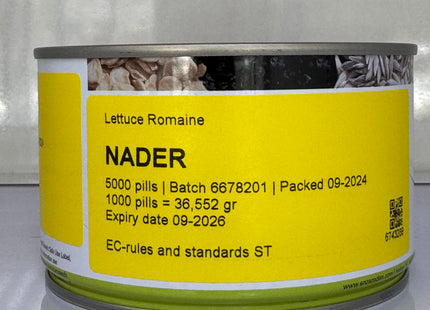 Lettuce Romaine
NADER
5000 pills | Batch 6678201 | Packed 09-2024
1000 pills = 36,552 gr
Expiry date 09-2026
EC-rules and standards ST